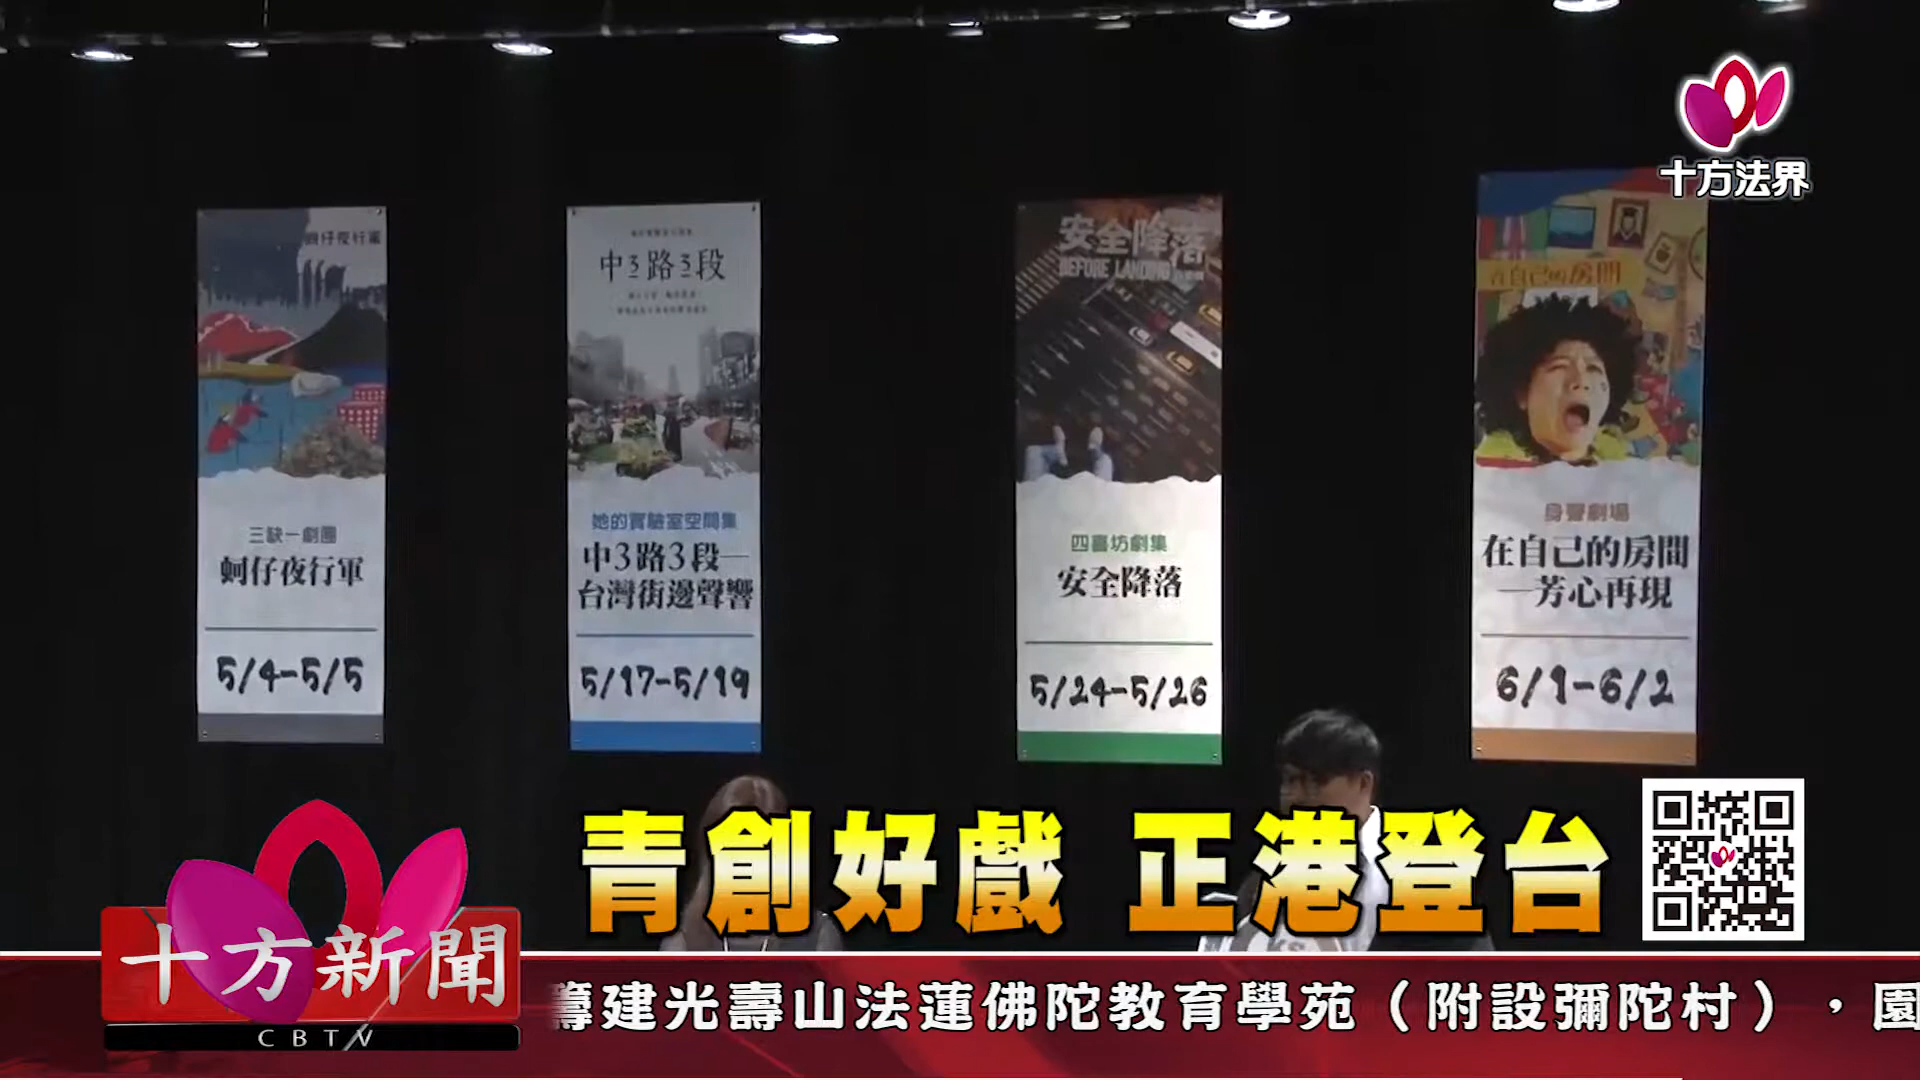 十方法界
蚵仔夜行軍
三缺一劇團
蚵仔夜行軍
5/4-5/5
中3路3段
她的實驗室空間集
中3路3段—
台灣街邊聲響
5/17-5/19
安全降落
BEFORE LANDING
四喜坊劇集
安全降落
5/24-5/26
在自己的房間
身聲劇場
在自己的房間
—芳心再現
6/1-6/2
青創好戲 正港登台
十方新聞
CBTV
籌建光壽山法蓮佛陀教育學苑（附設彌陀村），園